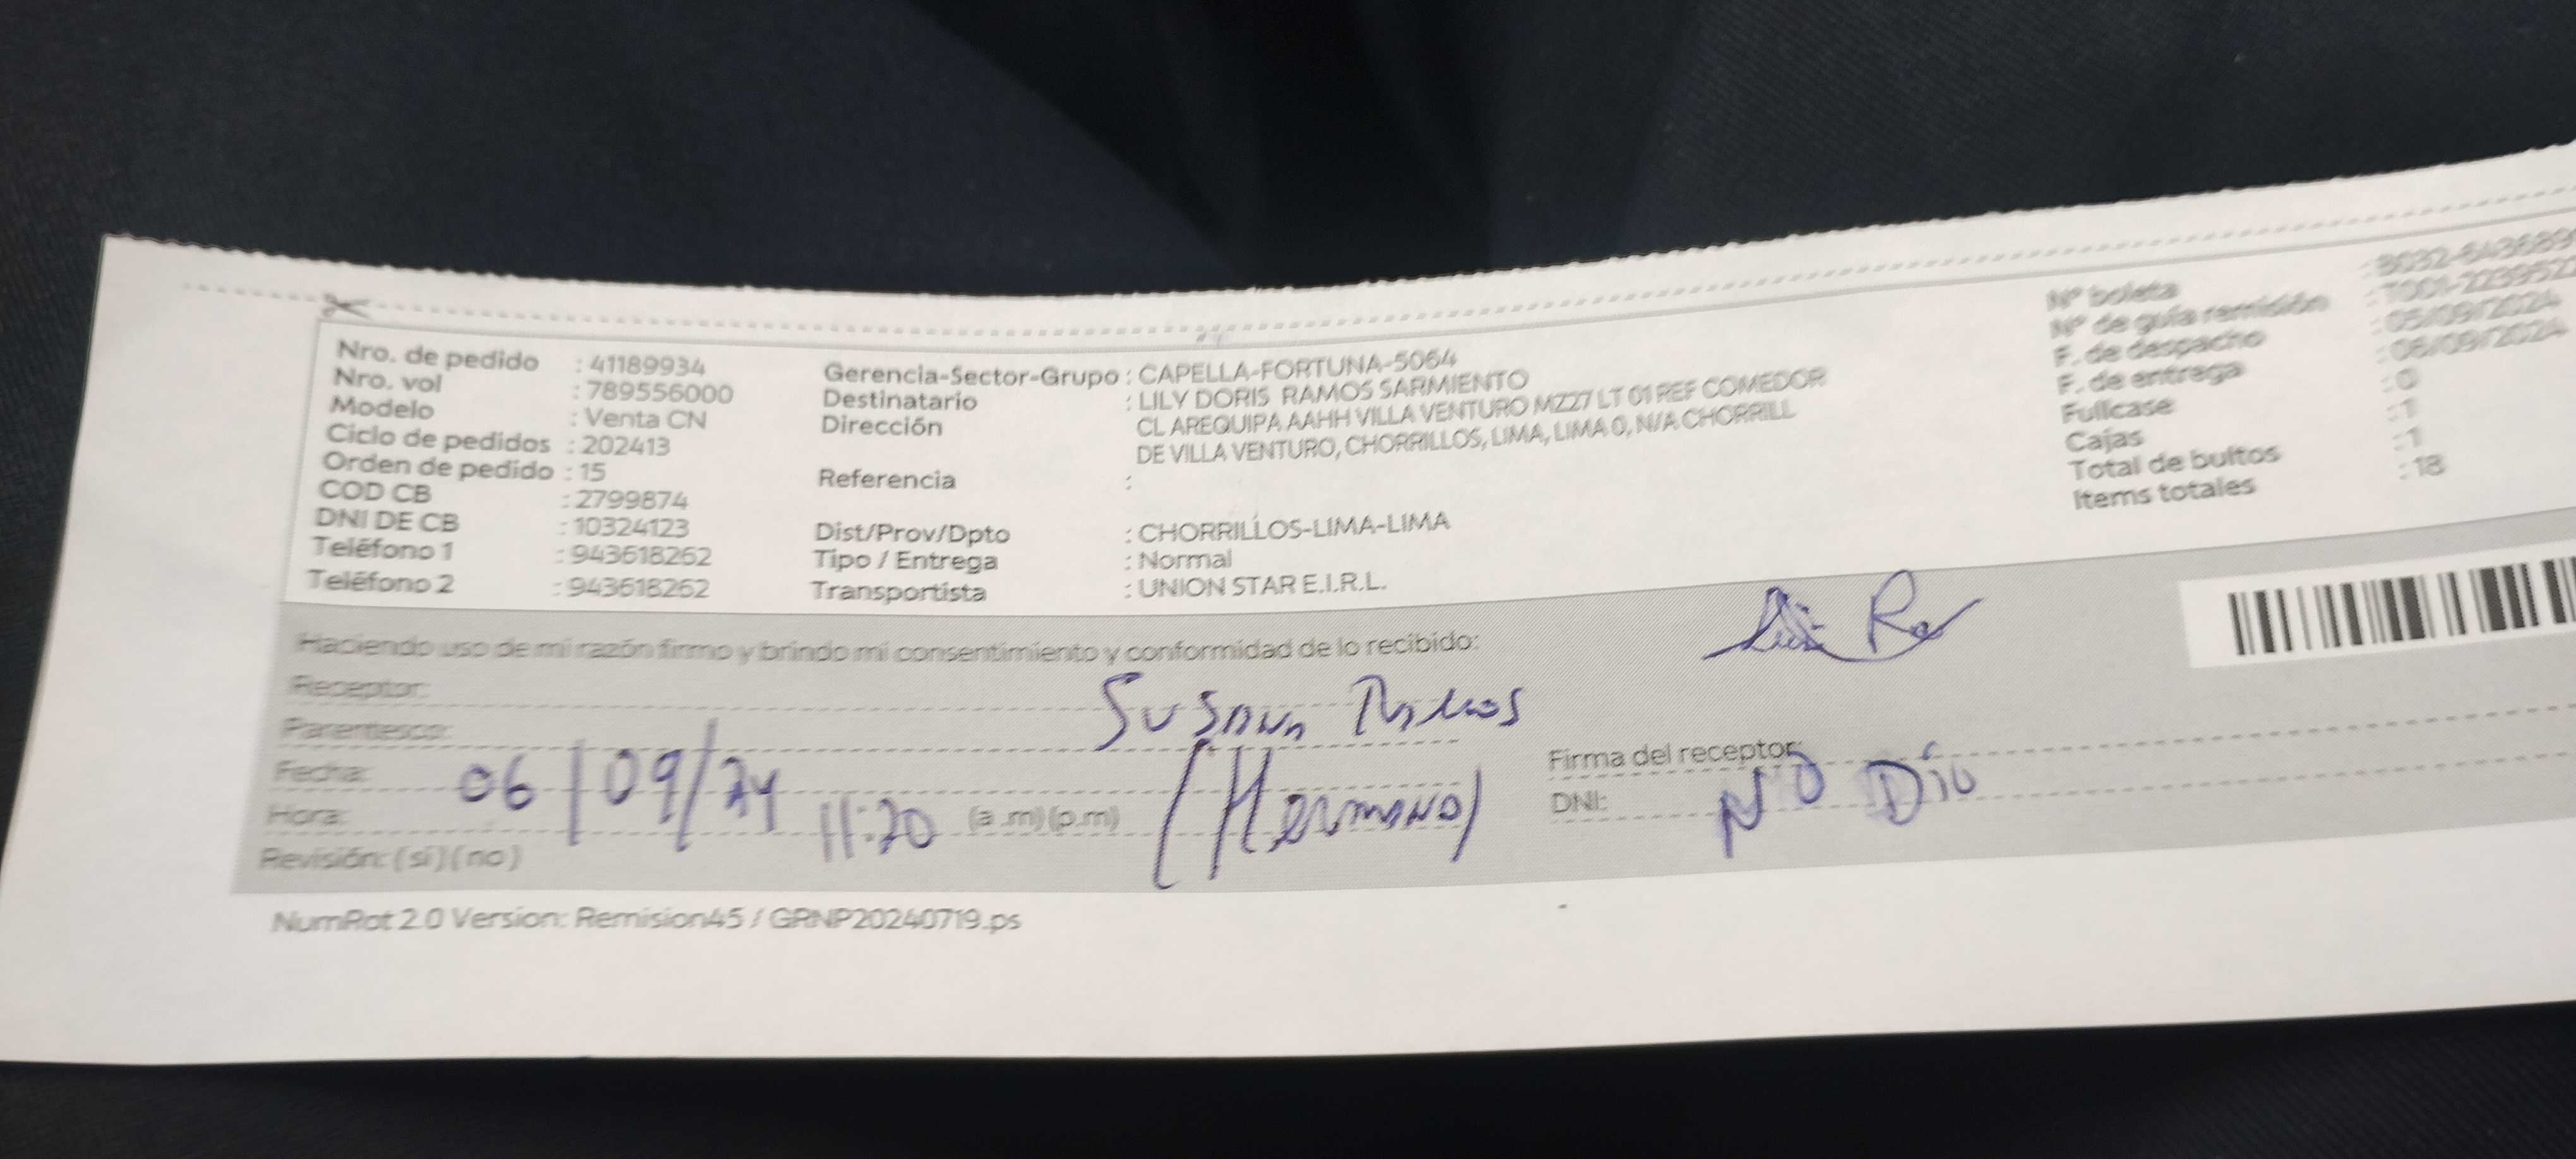 Nro. de pedido : 41189934
Nro. vol : 789556000
Modelo : Venta CN
Ciclo de pedidos : 202413
Orden de pedido : 15
COD CB : 2799874
DNI DE CB : 10324123
Teléfono 1 : 943618262
Teléfono 2 : 943618262
Gerencia-Sector-Grupo : CAPELLA-FORTUNA-5064
Destinatario : LILY DORIS RAMOS SARMIENTO
Dirección : CL AREQUIPA AAHH VILLA VENTURO MZ27 LT 01 REF COMEDOR
DE VILLA VENTURO, CHORRILLOS, LIMA, LIMA 0, N/A CHORRILL
Referencia :
Dist/Prov/Dpto : CHORRILLOS-LIMA-LIMA
Tipo / Entrega : Normal
Transportista : UNION STAR E.I.R.L.
Nº boleta
Nº de guía remisión
F. de despacho : 05/09/2024
F. de entrega : 06/09/2024
Fullcase : 0
Cajas : 1
Total de bultos : 1
Items totales : 18
Haciendo uso de mi razón firmo y brindo mi consentimiento y conformidad de lo recibido:
Receptor: Susana Ramos
Parentesco: (Hermana)
Fecha: 06/09/24
Hora: 11:20 (a.m)(p.m)
Revisión: (si)(no)
Firma del receptor:
DNI: NO Dio
NumRot 2.0 Version: Remision45 / GRNP20240719.ps